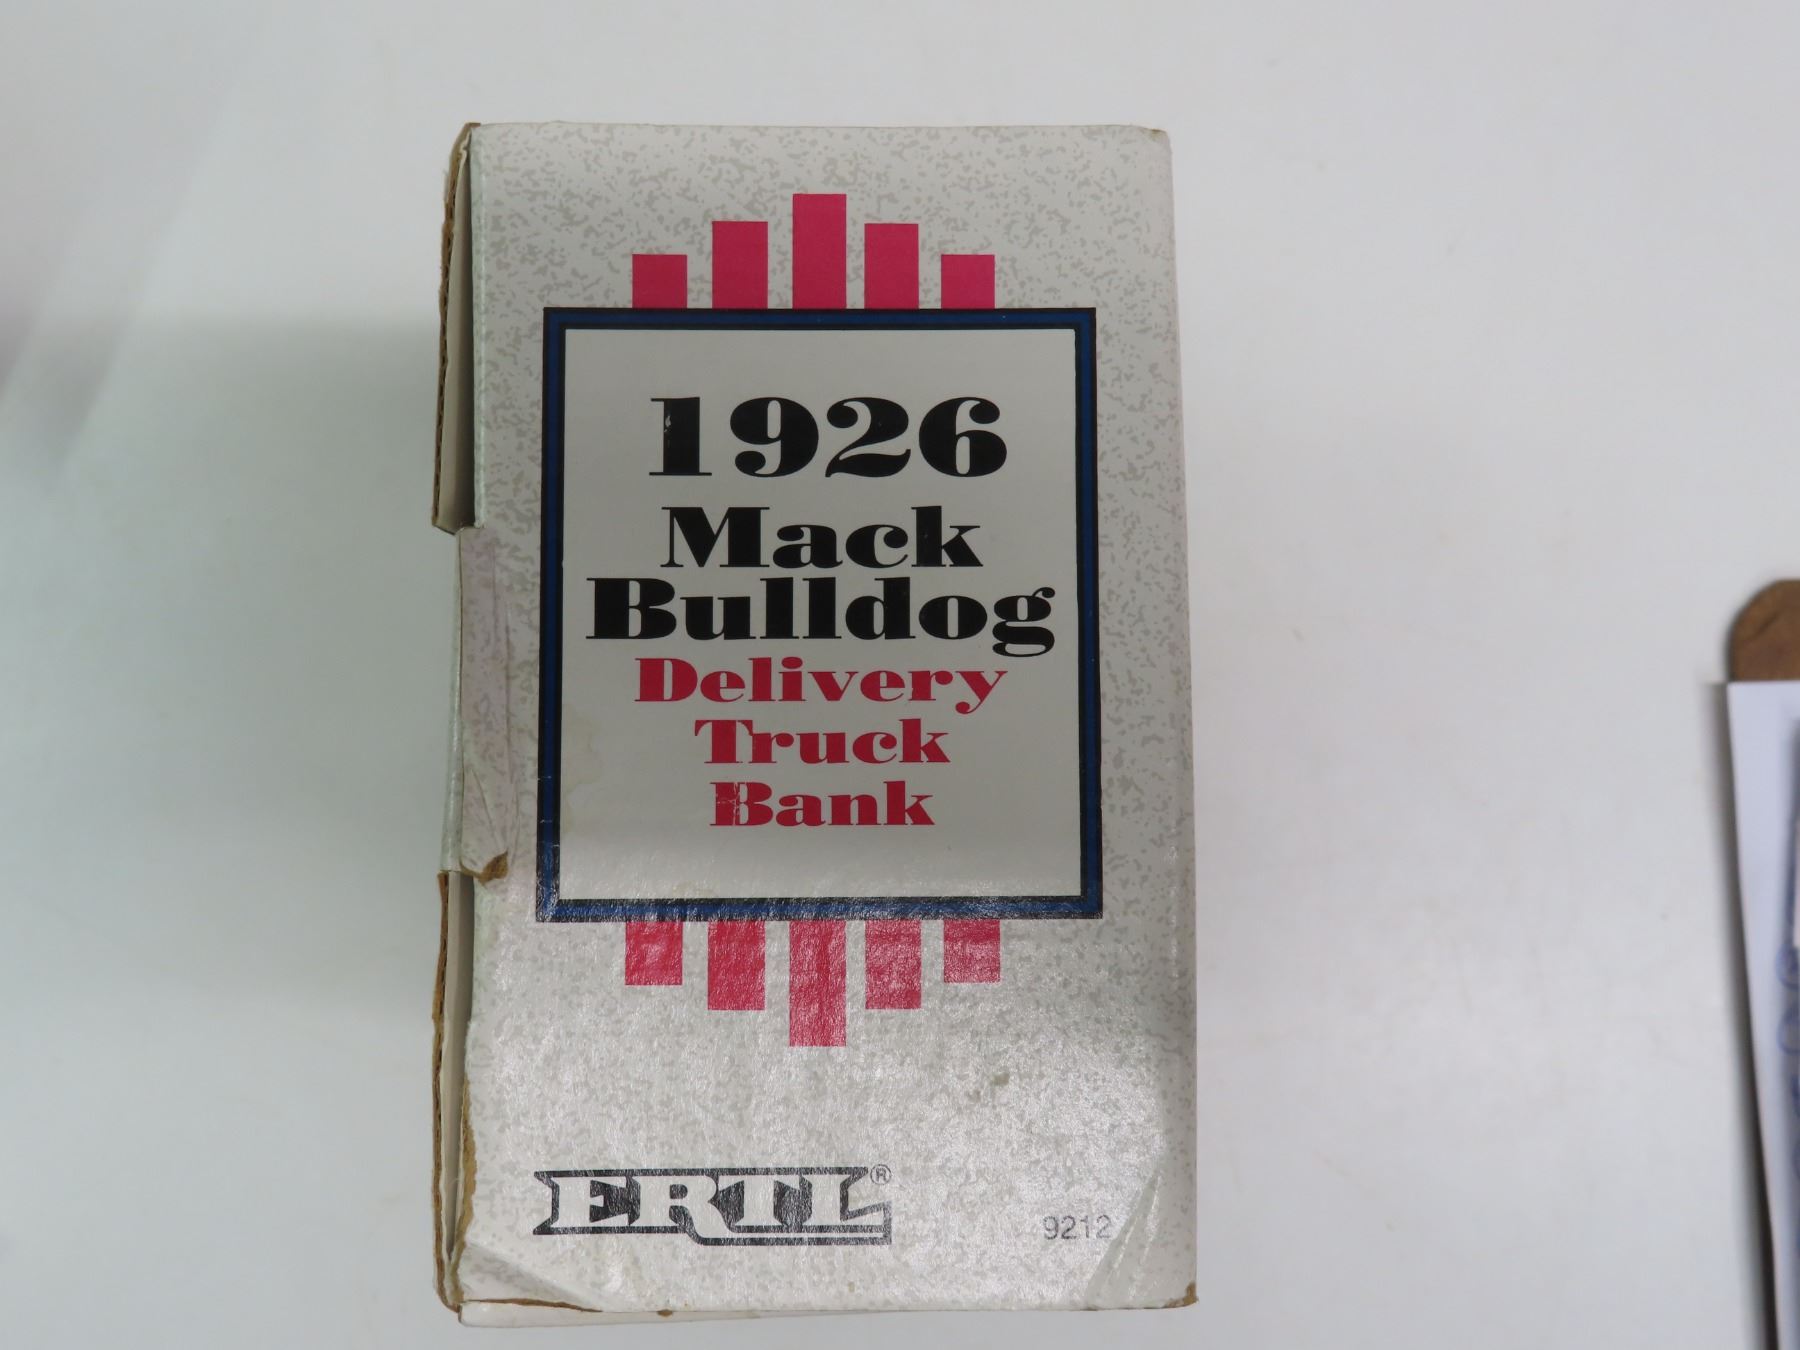 1926
Mack
Bulldog
Delivery
Truck
Bank
ERTL®
9212